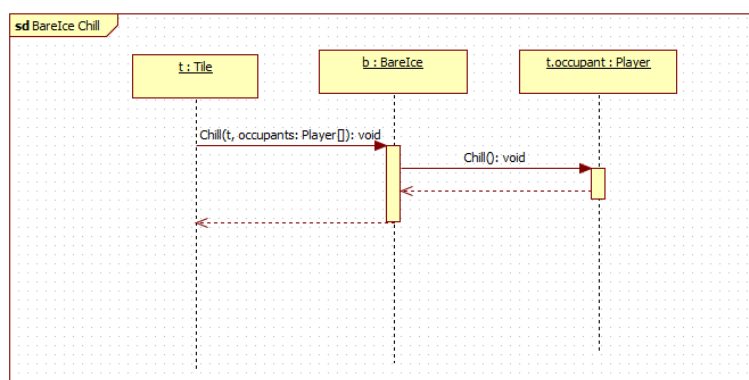 sd BareIce Chill
t : Tile
b : BareIce
t.occupant : Player
Chill(t, occupants: Player[]): void
Chill(): void